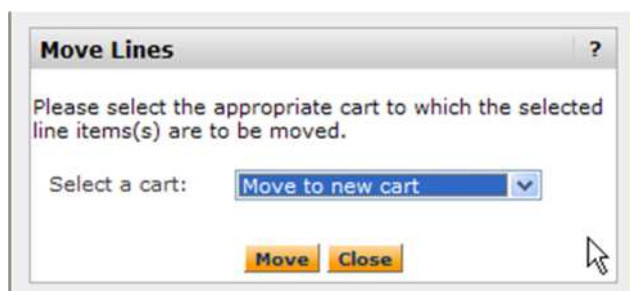 Move Lines ?
Please select the appropriate cart to which the selected
line items(s) are to be moved.
Select a cart: Move to new cart
Move Close